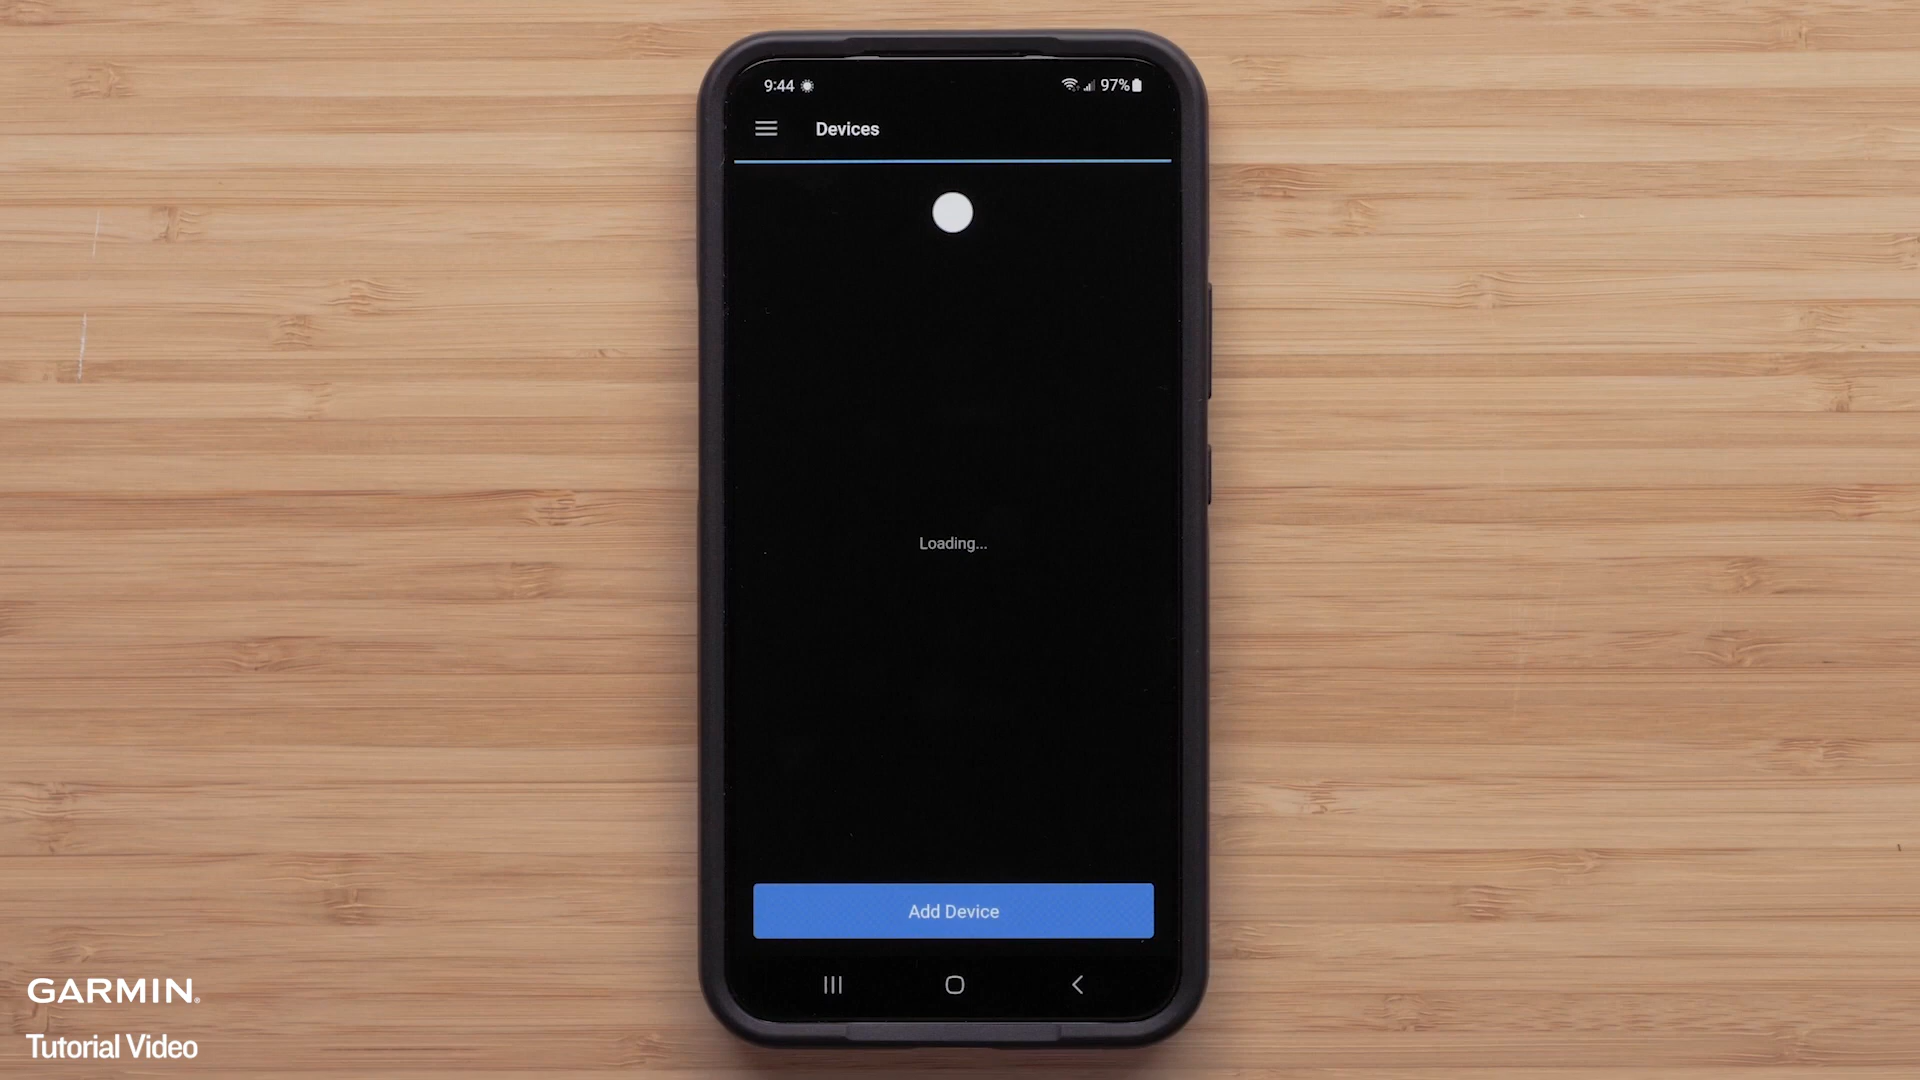 9:44 97%
Devices
Loading...
Add Device
GARMIN®
Tutorial Video